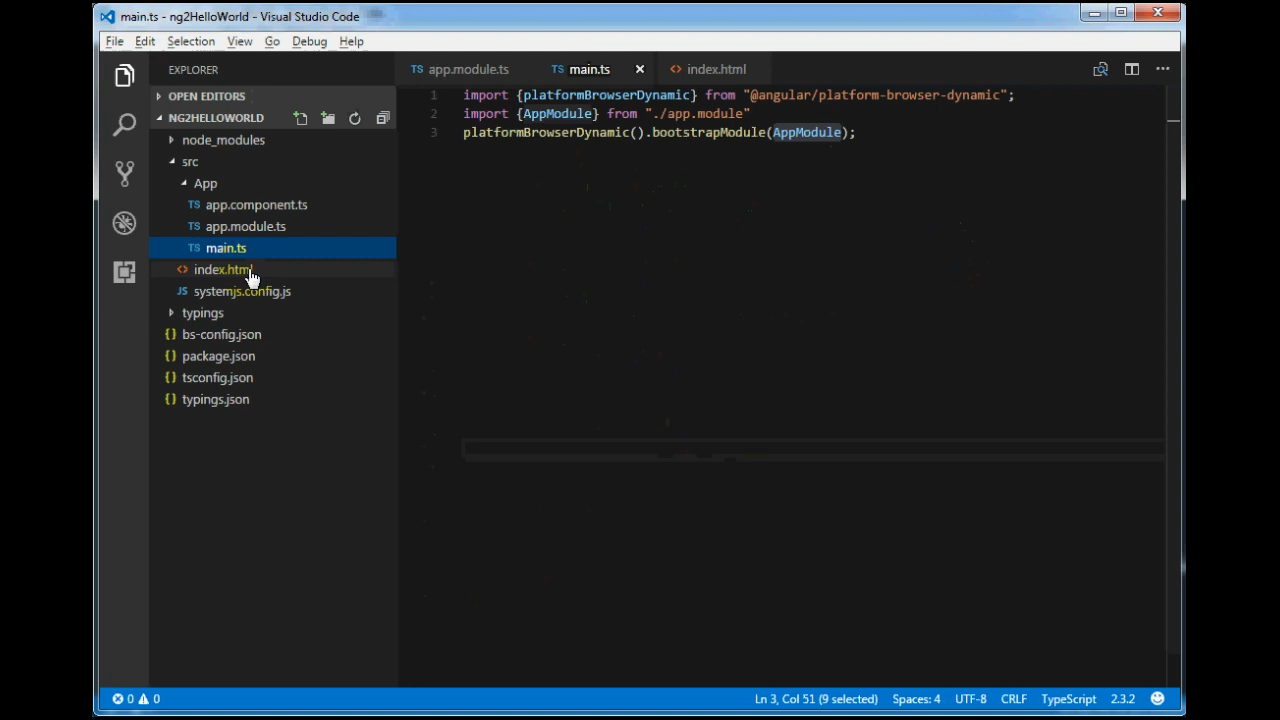 main.ts - ng2HelloWorld - Visual Studio Code
File Edit Selection View Go Debug Help
EXPLORER
OPEN EDITORS
NG2HELLOWORLD
node_modules
src
App
TS app.component.ts
TS app.module.ts
TS main.ts
<> index.html
JS systemjs.config.js
typings
{} bs-config.json
{} package.json
{} tsconfig.json
{} typings.json
TS app.module.ts TS main.ts × <> index.html
1 import {platformBrowserDynamic} from "@angular/platform-browser-dynamic";
2 import {AppModule} from "./app.module"
3 platformBrowserDynamic().bootstrapModule(AppModule);
0 0 Ln 3, Col 51 (9 selected) Spaces: 4 UTF-8 CRLF TypeScript 2.3.2